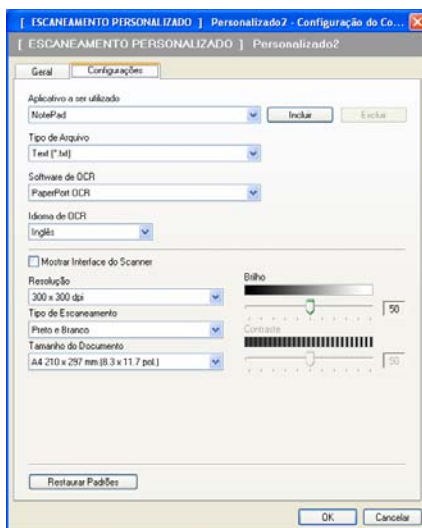 [ ESCANEAMENTO PERSONALIZADO ] Personalizado2 - Configuração do Co...
[ ESCANEAMENTO PERSONALIZADO ] Personalizado2
Geral Configurações
Aplicativo a ser utilizado
NotePad Incluir Excluir
Tipo de Arquivo
Text (*.txt)
Software de OCR
PaperPort OCR
Idioma de OCR
Inglês
Mostrar Interface do Scanner
Resolução Brilho
300 x 300 dpi 50
Tipo de Escaneamento
Preto e Branco Contraste
Tamanho do Documento
A4 210 x 297 mm (8.3 x 11.7 pol.) 50
Restaurar Padrões
OK Cancelar